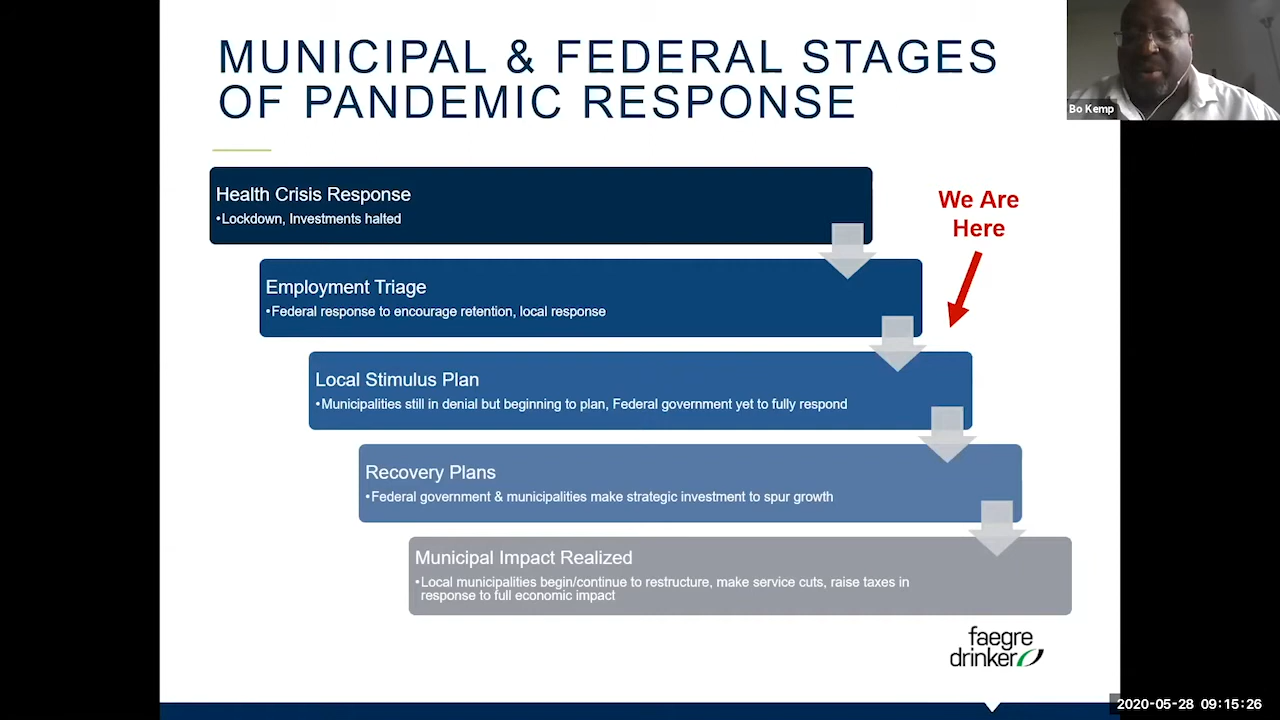 MUNICIPAL & FEDERAL STAGES
OF PANDEMIC RESPONSE
Bo Kemp
Health Crisis Response
•Lockdown, Investments halted
We Are
Here
Employment Triage
•Federal response to encourage retention, local response
Local Stimulus Plan
•Municipalities still in denial but beginning to plan, Federal government yet to fully respond
Recovery Plans
•Federal government & municipalities make strategic investment to spur growth
Municipal Impact Realized
•Local municipalities begin/continue to restructure, make service cuts, raise taxes in
response to full economic impact
faegre
drinker
2020-05-28 09:15:26